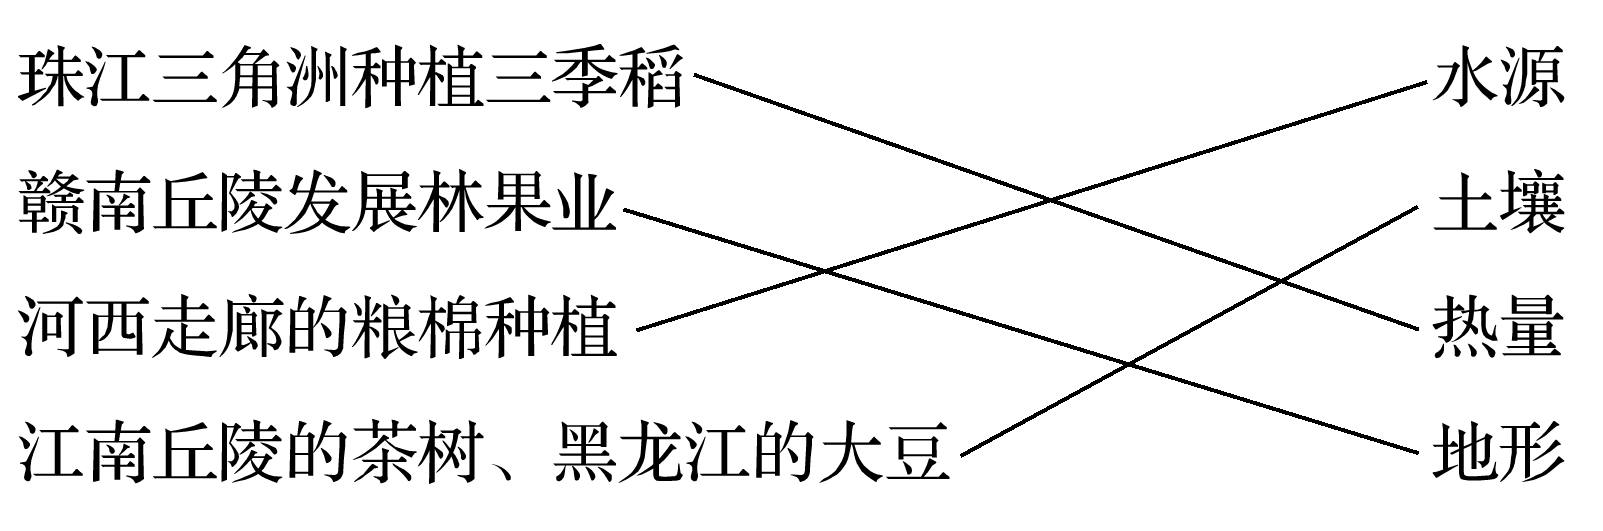 珠江三角洲种植三季稻 水源
赣南丘陵发展林果业 土壤
河西走廊的粮棉种植 热量
江南丘陵的茶树、黑龙江的大豆 地形